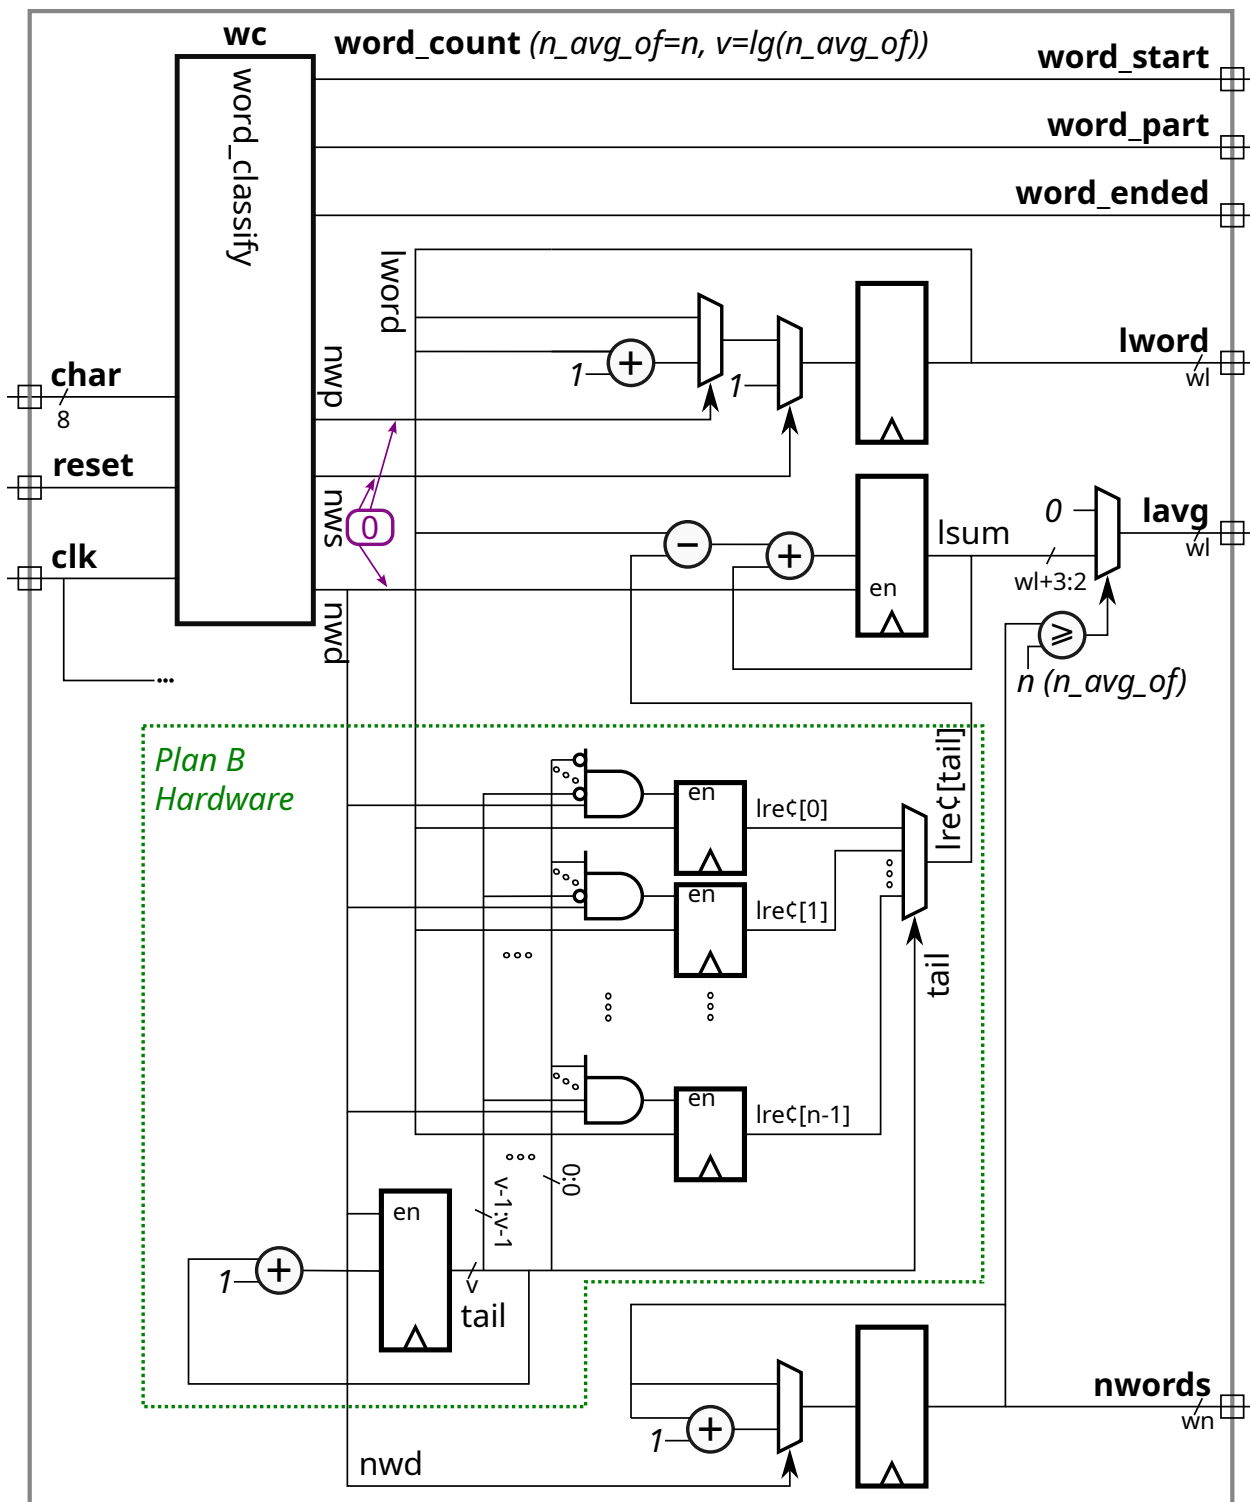 wc
word_count (n_avg_of=n, v=lg(n_avg_of))
word_start
word_classify
word_part
word_ended
lword
nwp
1
+
1
lword
wl
char
8
reset
nws
0
clk
nwd
−
+
en
lsum
wl+3:2
0
lavg
wl
≥
n (n_avg_of)
...
Plan B
Hardware
en
lre¢[0]
lre¢[tail]
en
lre¢[1]
tail
en
lre¢[n-1]
0:0
v-1:v-1
en
1
+
v
tail
nwords
wn
1
+
nwd